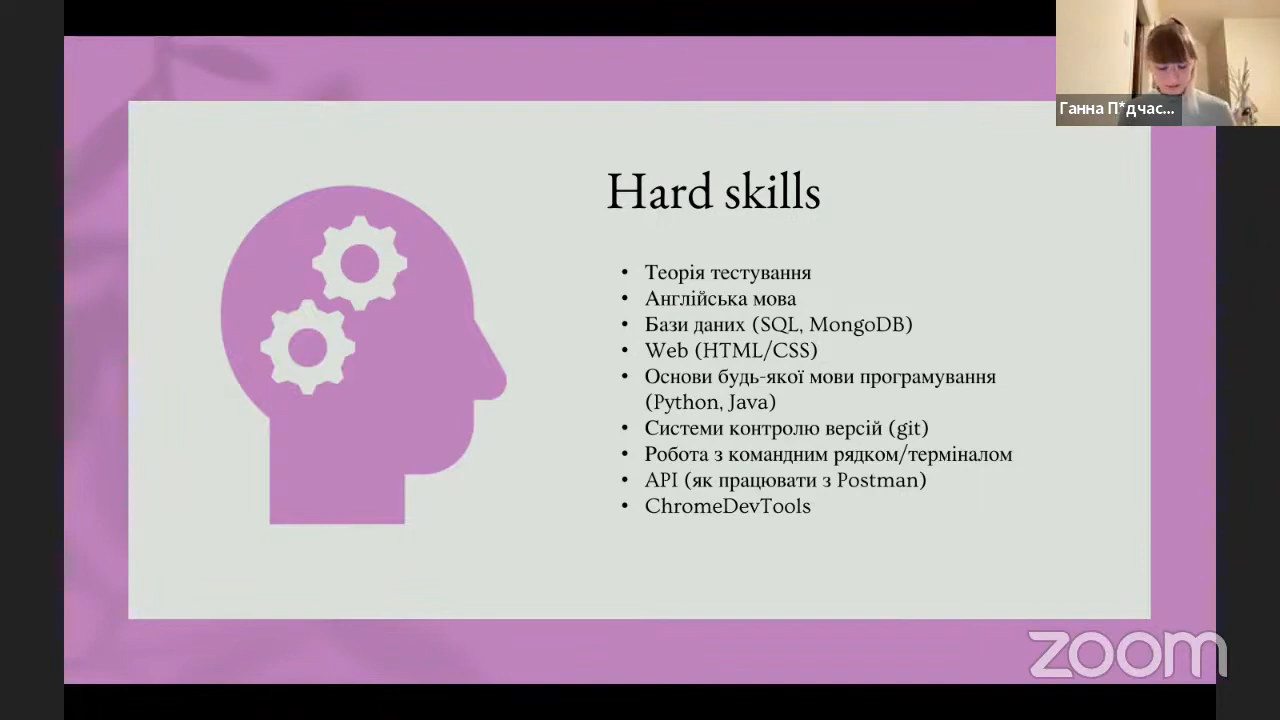 Ганна П*дчас...
Hard skills
• Теорія тестування
• Англійська мова
• Бази даних (SQL, MongoDB)
• Web (HTML/CSS)
• Основи будь-якої мови програмування
(Python, Java)
• Системи контролю версій (git)
• Робота з командним рядком/терміналом
• API (як працювати з Postman)
• ChromeDevTools
zoom